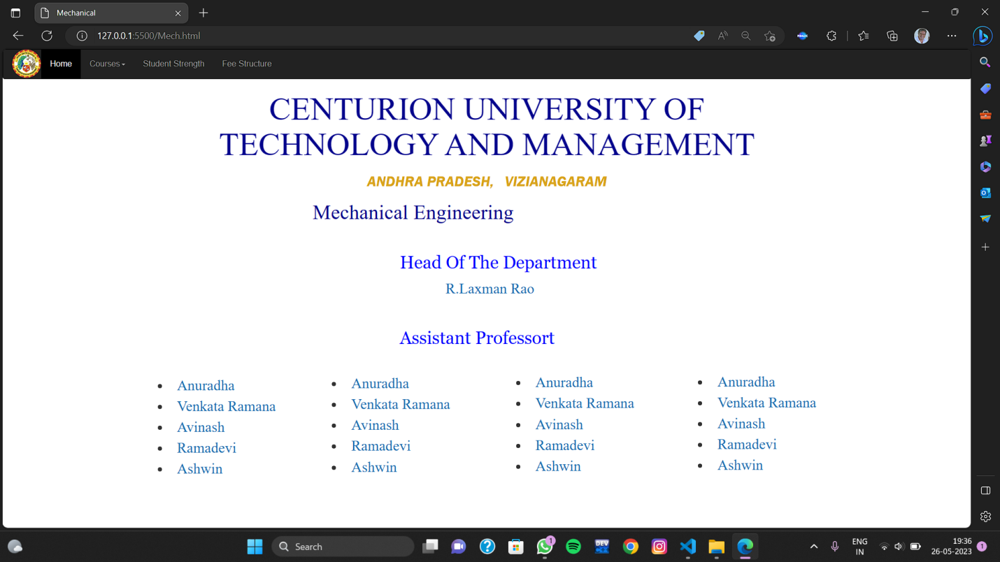 Mechanical
127.0.0.1:5500/Mech.html
Home Courses Student Strength Fee Structure
CENTURION UNIVERSITY OF
TECHNOLOGY AND MANAGEMENT
ANDHRA PRADESH, VIZIANAGARAM
Mechanical Engineering
Head Of The Department
R.Laxman Rao
Assistant Professort
Anuradha Anuradha Anuradha Anuradha
Venkata Ramana Venkata Ramana Venkata Ramana Venkata Ramana
Avinash Avinash Avinash Avinash
Ramadevi Ramadevi Ramadevi Ramadevi
Ashwin Ashwin Ashwin Ashwin
Search
1
DEV
ENG
IN
19:36
26-05-2023
1